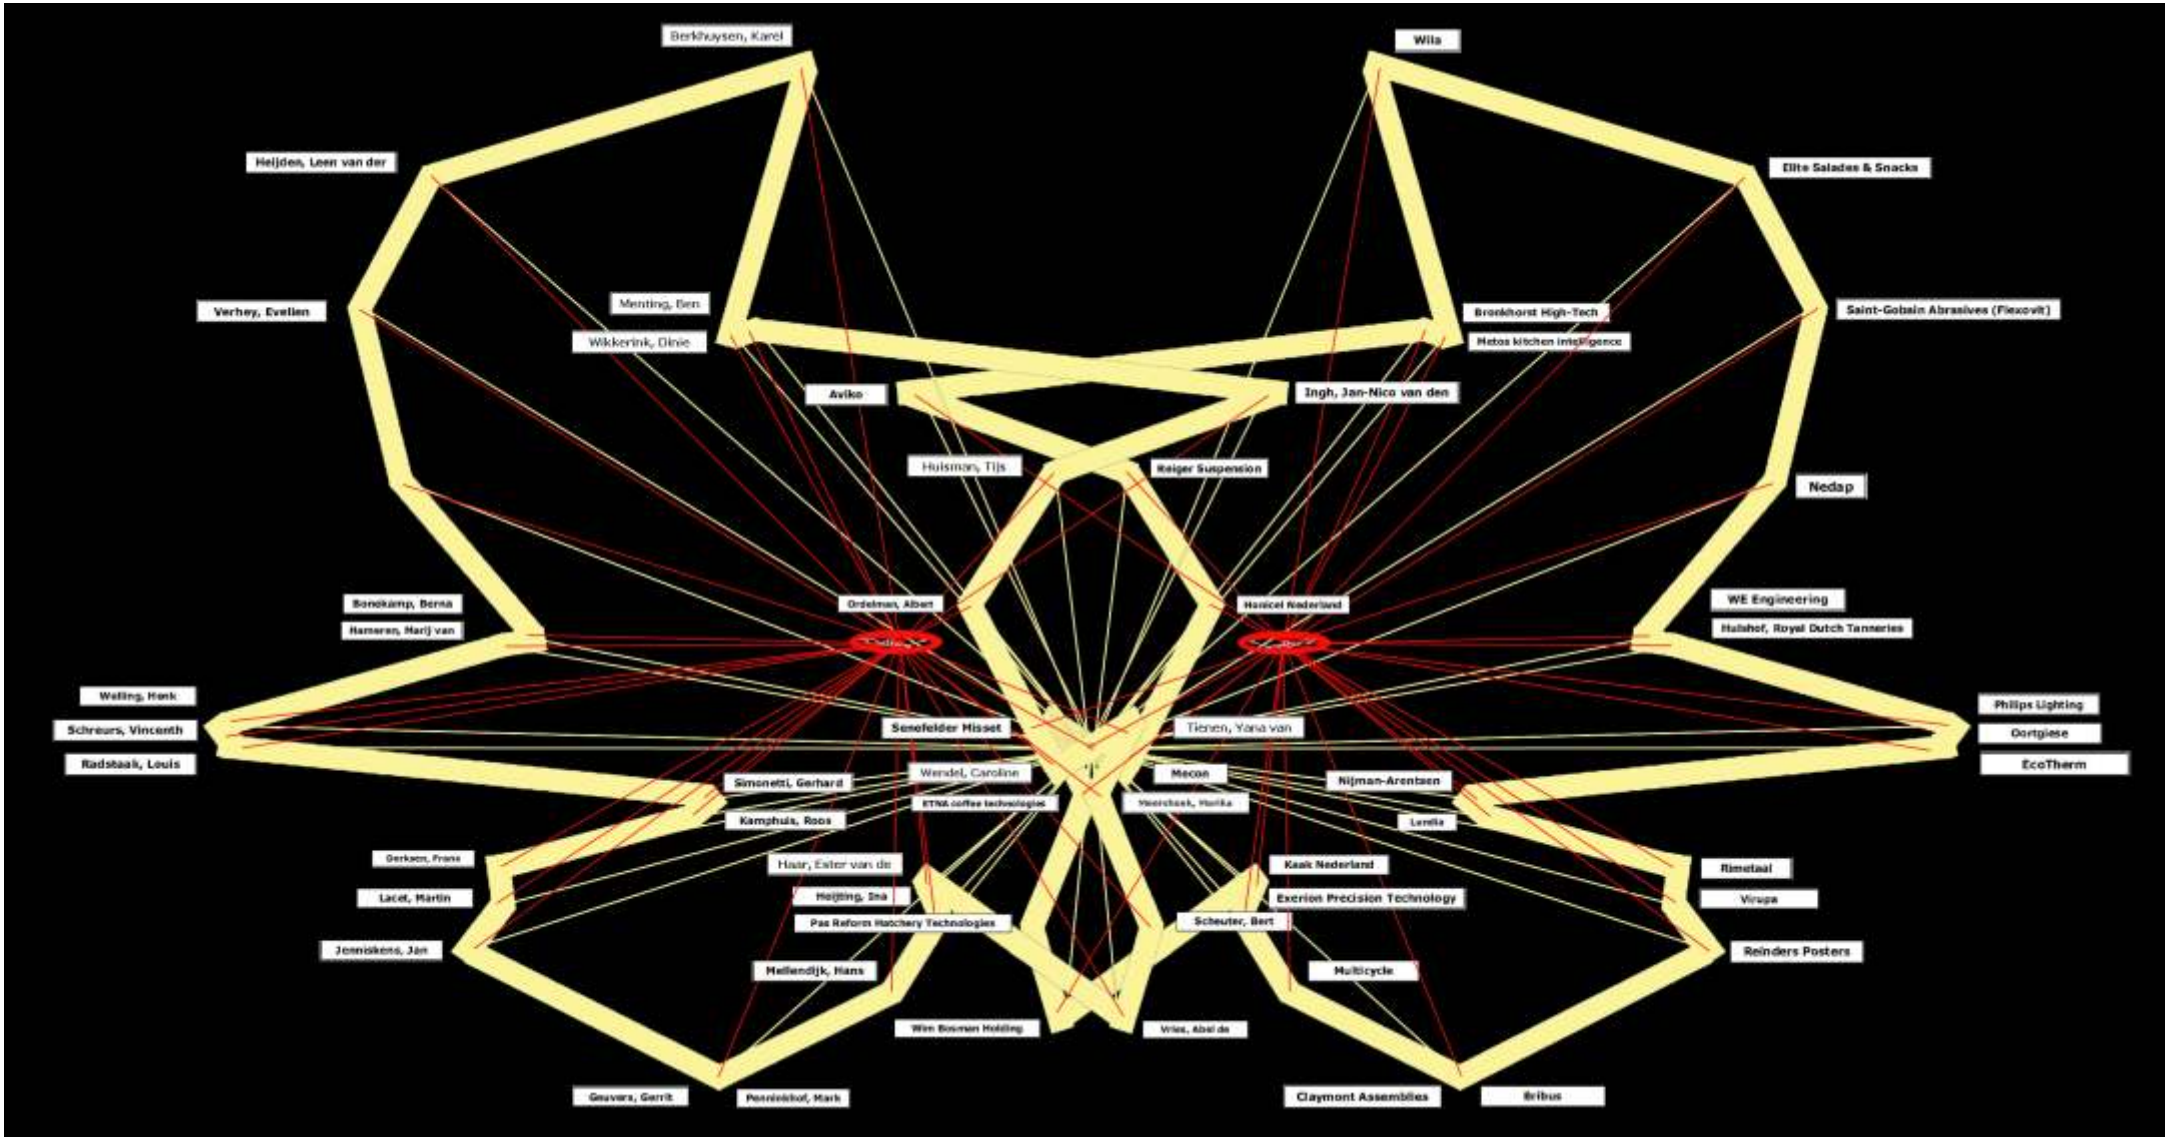 Berkhuysen, Karel
Wila
Heijden, Leen van der
Elite Salades & Snacks
Verhey, Evelien
Menting, Ben
Bronkhorst High-Tech
Saint-Gobain Abrasives (Flexovit)
Wikkerink, Dinie
Metos kitchen intelligence
Aviko
Ingh, Jan-Nico van den
Huisman, Tijs
Reiger Suspension
Nedap
Bonekamp, Berna
Ordelman, Albert
Hunicel Nederland
WE Engineering
Hameren, Marij van
Hulshof, Royal Dutch Tanneries
Welling, Henk
Philips Lighting
Schreurs, Vincenth
Senefelder Misset
Tienen, Yana van
Oortgiese
Radstaak, Louis
EcoTherm
Wendel, Caroline
Mecon
Simonetti, Gerhard
Nijman-Arentsen
ETNA coffee technologies
Kamphuis, Roos
Landia
Derksen, Frans
Haar, Ester van de
Kaak Nederland
Rimetaal
Lacet, Martin
Heijting, Ina
Exerion Precision Technology
Virupa
Pas Reform Hatchery Technologies
Scheuter, Bert
Jenniskens, Jan
Reinders Posters
Mellendijk, Hans
Multicycle
Wim Bosman Holding
Vries, Abel de
Geuvers, Gerrit
Penninkhof, Mark
Claymont Assemblies
Bribus